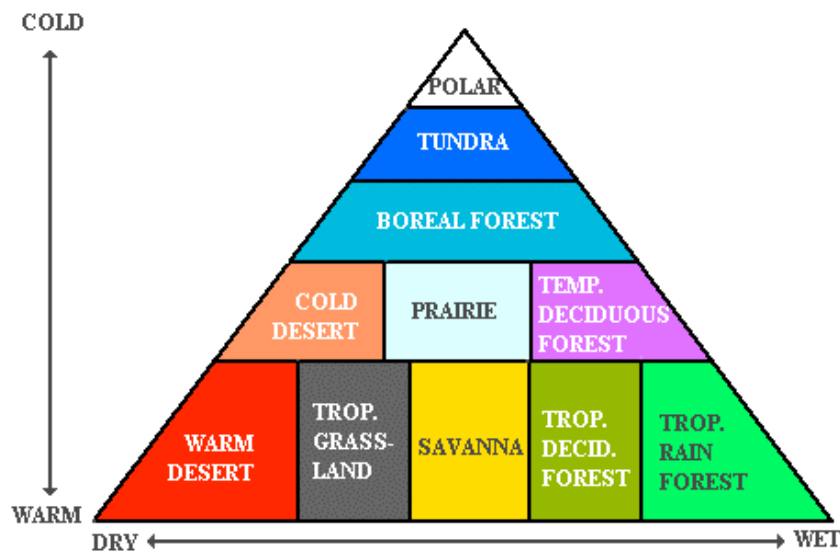 COLD
POLAR
TUNDRA
BOREAL FOREST
COLD
DESERT
PRAIRIE
TEMP.
DECIDUOUS
FOREST
WARM
DESERT
TROP.
GRASS-
LAND
SAVANNA
TROP.
DECID.
FOREST
TROP.
RAIN
FOREST
WARM
DRY
WET